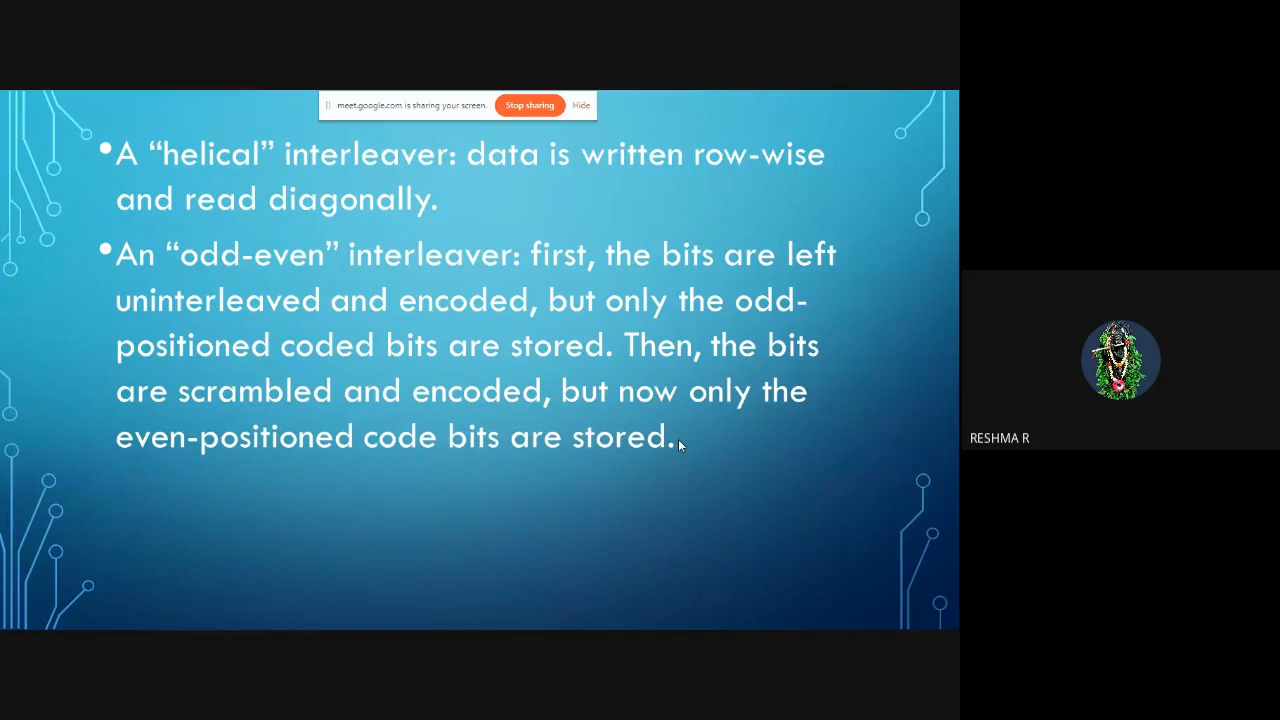 meet.google.com is sharing your screen. Stop sharing Hide
•A “helical” interleaver: data is written row-wise
and read diagonally.
•An “odd-even” interleaver: first, the bits are left
uninterleaved and encoded, but only the odd-
positioned coded bits are stored. Then, the bits
are scrambled and encoded, but now only the
even-positioned code bits are stored.
RESHMA R